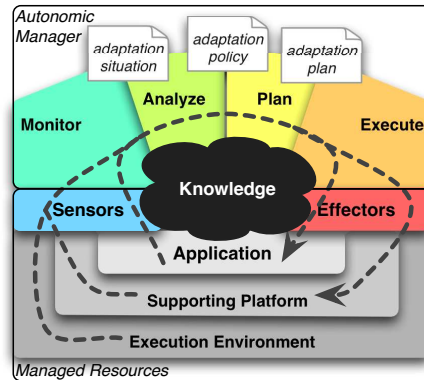 Autonomic
Manager
adaptation
situation
adaptation
policy
adaptation
plan
Monitor
Analyze
Plan
Execute
Knowledge
Sensors
Effectors
Application
Supporting Platform
Execution Environment
Managed Resources